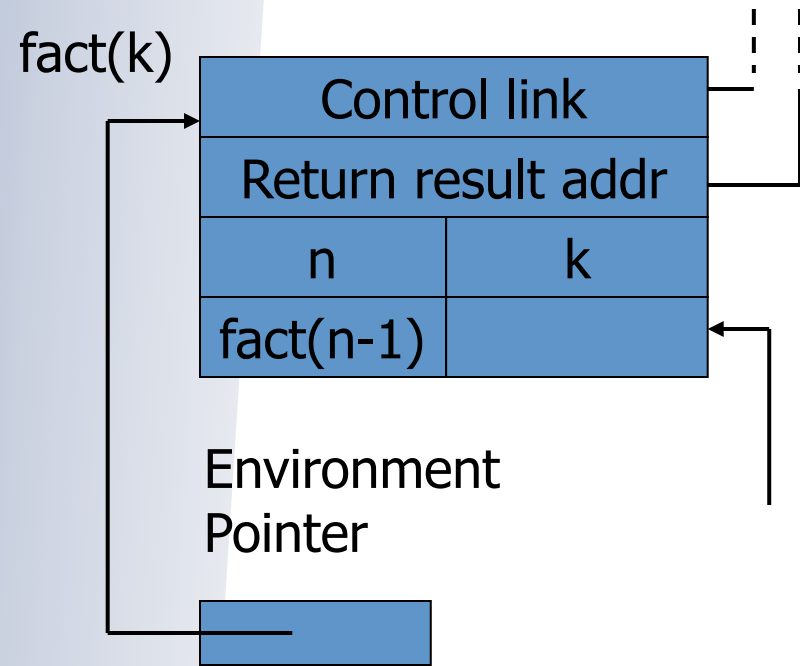 fact(k)
Control link
Return result addr
n k
fact(n-1)
Environment
Pointer